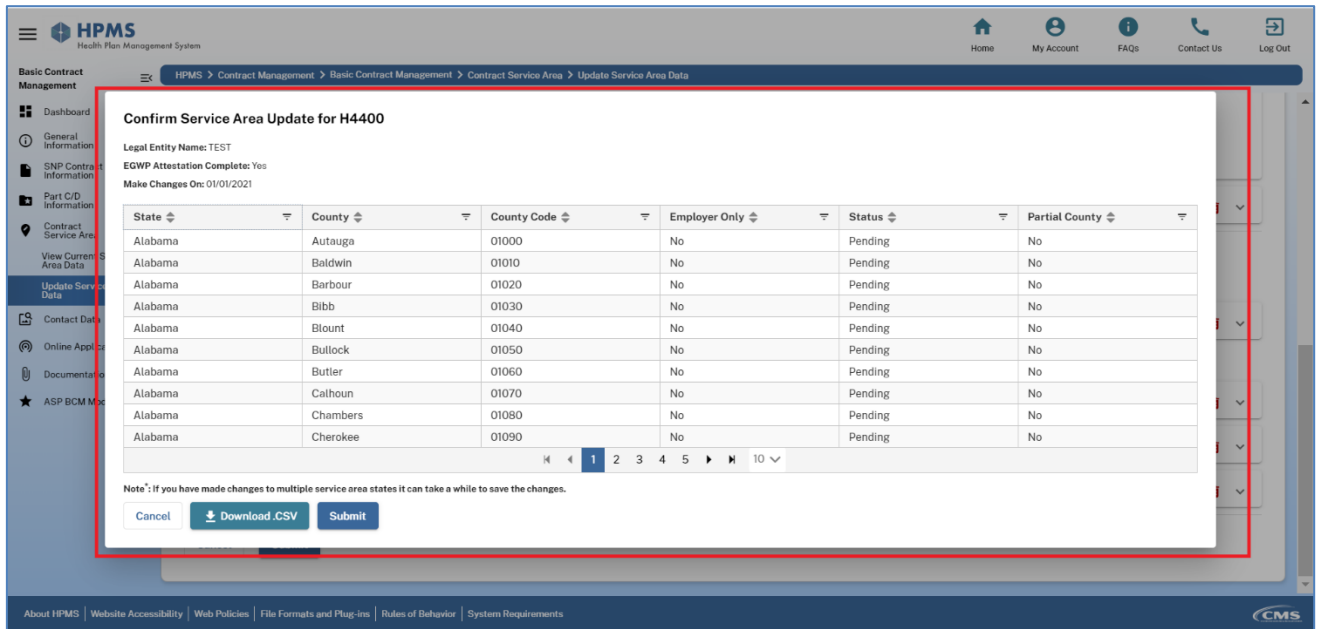 HPMS
Health Plan Management System
Home
My Account
FAQs
Contact Us
Log Out
Basic Contract
Management
HPMS > Contract Management > Basic Contract Management > Contract Service Area > Update Service Area Data
Dashboard
General
Information
SNP Contract
Information
Part C/D
Information
Contract
Service Are
View Current S
Area Data
Update Service
Data
Contact Data
Online Applica
Documentatio
ASP BCM Mod
Confirm Service Area Update for H4400
Legal Entity Name: TEST
EGWP Attestation Complete: Yes
Make Changes On: 01/01/2021
State County County Code Employer Only Status Partial County
Alabama Autauga 01000 No Pending No
Alabama Baldwin 01010 No Pending No
Alabama Barbour 01020 No Pending No
Alabama Bibb 01030 No Pending No
Alabama Blount 01040 No Pending No
Alabama Bullock 01050 No Pending No
Alabama Butler 01060 No Pending No
Alabama Calhoun 01070 No Pending No
Alabama Chambers 01080 No Pending No
Alabama Cherokee 01090 No Pending No
1 2 3 4 5 10
Note*: If you have made changes to multiple service area states it can take a while to save the changes.
Cancel Download .CSV Submit
About HPMS | Website Accessibility | Web Policies | File Formats and Plug-ins | Rules of Behavior | System Requirements
CMS